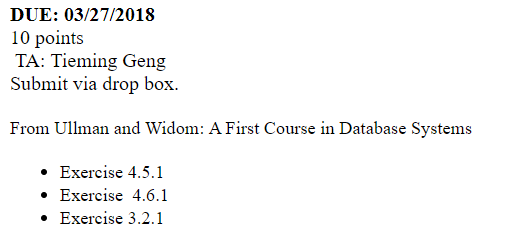 DUE: 03/27/2018
10 points
TA: Tieming Geng
Submit via drop box.
From Ullman and Widom: A First Course in Database Systems
• Exercise 4.5.1
• Exercise 4.6.1
• Exercise 3.2.1